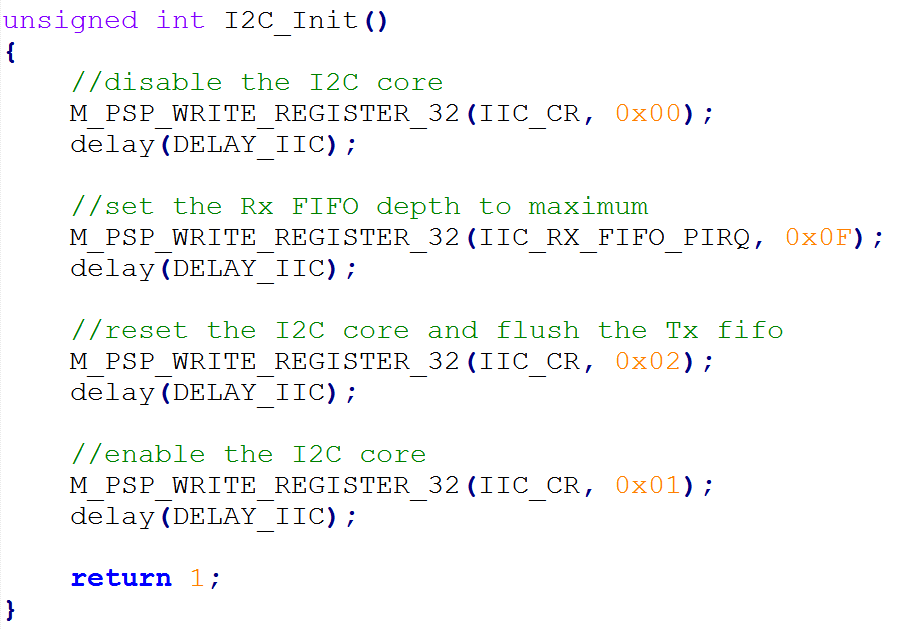 unsigned int I2C_Init()
{
    //disable the I2C core
    M_PSP_WRITE_REGISTER_32(IIC_CR, 0x00);
    delay(DELAY_IIC);

    //set the Rx FIFO depth to maximum
    M_PSP_WRITE_REGISTER_32(IIC_RX_FIFO_PIRQ, 0x0F);
    delay(DELAY_IIC);

    //reset the I2C core and flush the Tx fifo
    M_PSP_WRITE_REGISTER_32(IIC_CR, 0x02);
    delay(DELAY_IIC);

    //enable the I2C core
    M_PSP_WRITE_REGISTER_32(IIC_CR, 0x01);
    delay(DELAY_IIC);

    return 1;
}